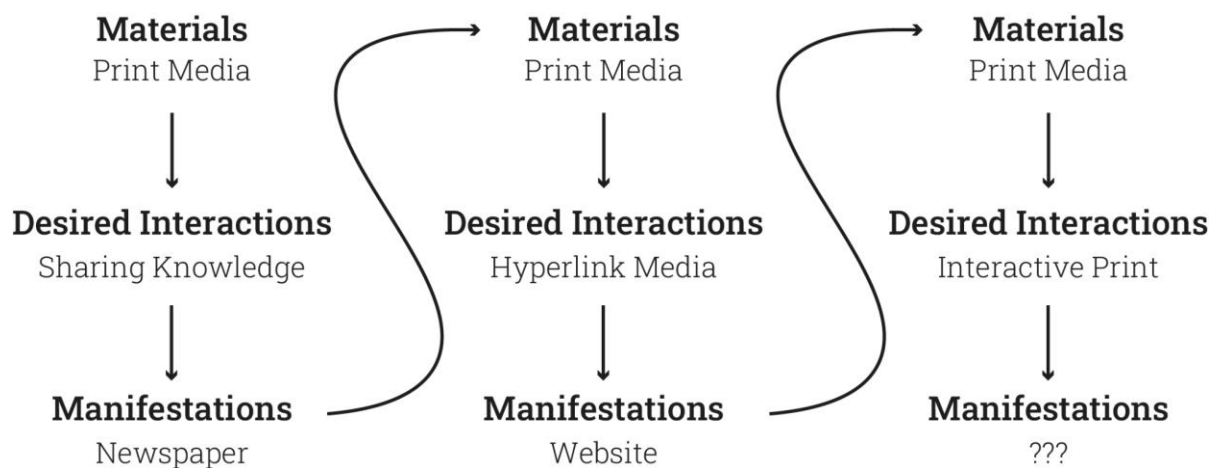 Materials
Print Media
Desired Interactions
Sharing Knowledge
Manifestations
Newspaper
Materials
Print Media
Desired Interactions
Hyperlink Media
Manifestations
Website
Materials
Print Media
Desired Interactions
Interactive Print
Manifestations
???